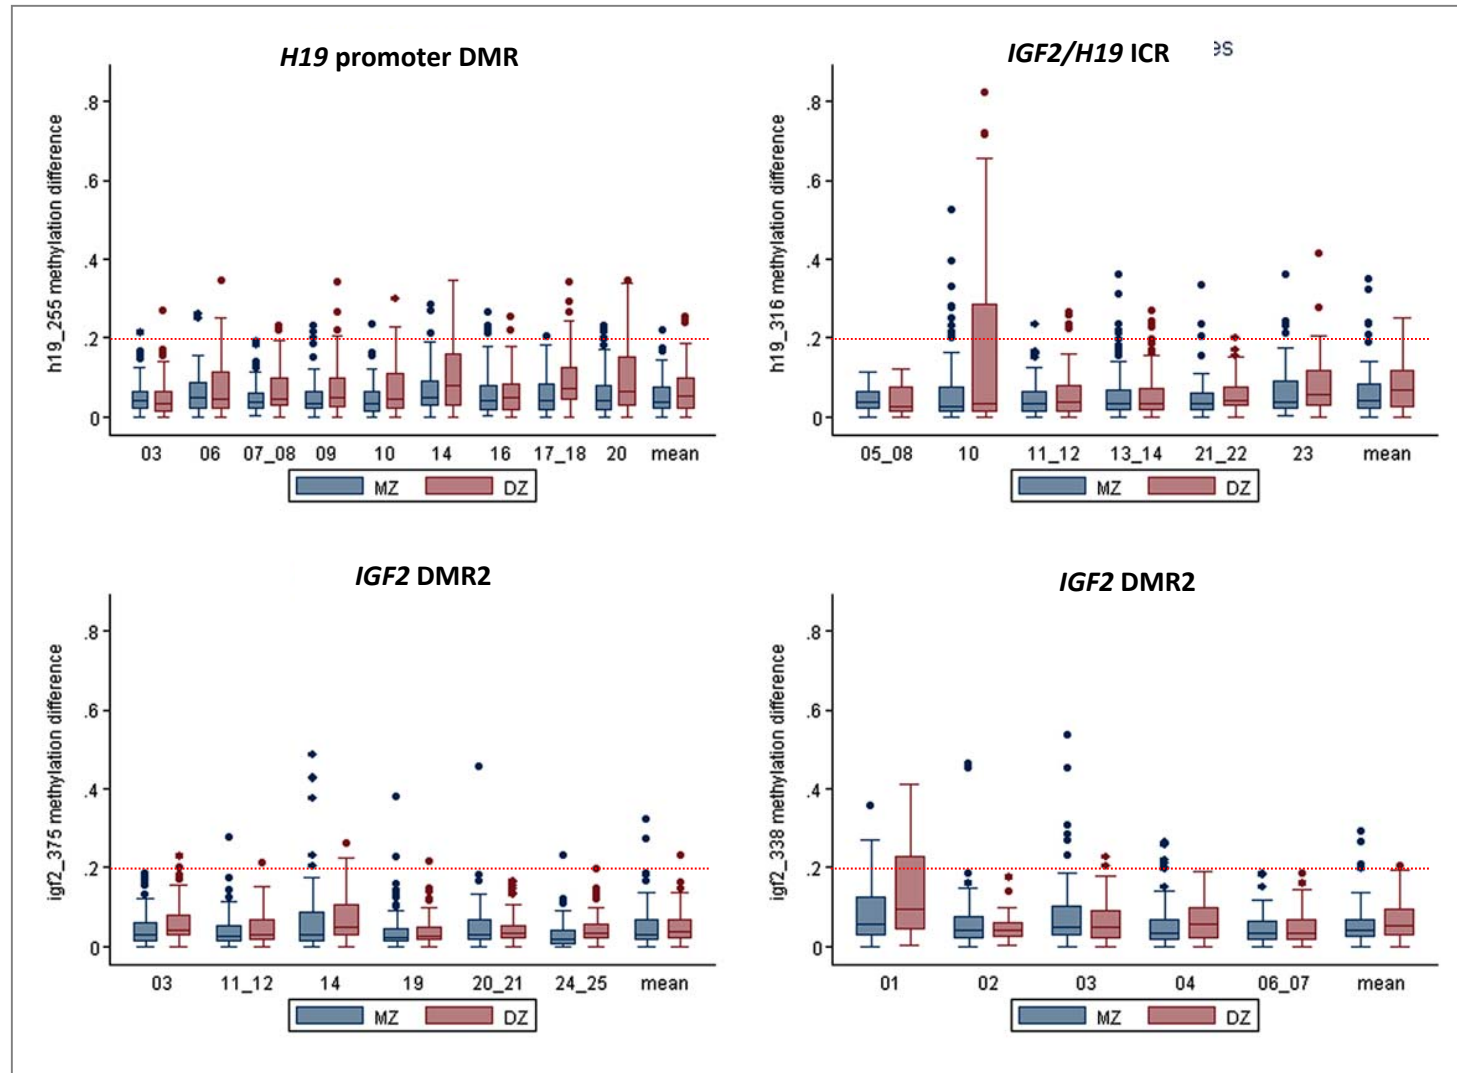 H19 promoter DMR
h19_255 methylation difference
.8
.6
.4
.2
0
03 06 07_08 09 10 14 16 17_18 20 mean
MZ DZ
IGF2/H19 ICR
es
h19_316 methylation difference
.8
.6
.4
.2
0
05_08 10 11_12 13_14 21_22 23 mean
MZ DZ
IGF2 DMR2
igf2_375 methylation difference
.8
.6
.4
.2
0
03 11_12 14 19 20_21 24_25 mean
MZ DZ
IGF2 DMR2
igf2_338 methylation difference
.8
.6
.4
.2
0
01 02 03 04 06_07 mean
MZ DZ